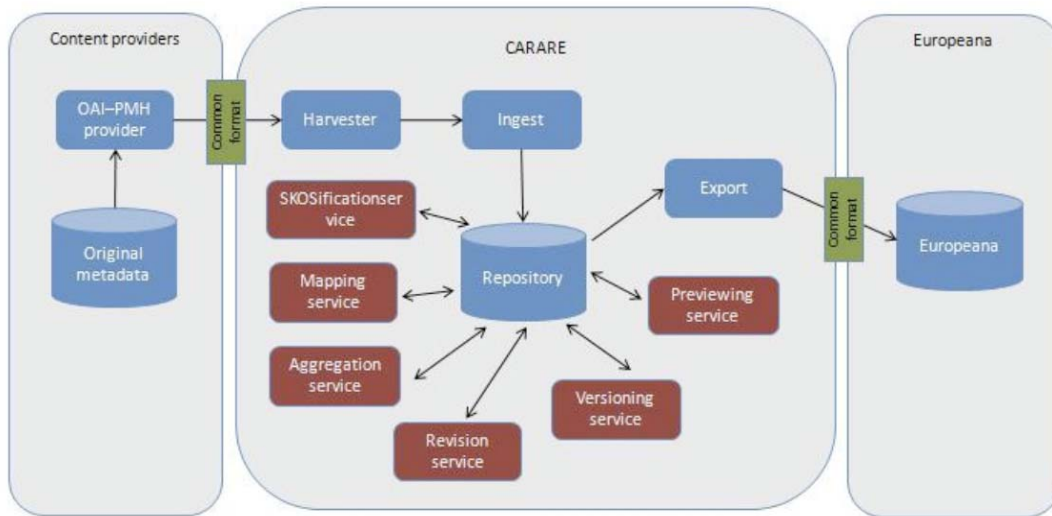 Content providers
CARARE
Europeana
OAI–PMH
provider
Common
format
Harvester
Ingest
Original
metadata
SKOSificationser
vice
Mapping
service
Aggregation
service
Revision
service
Repository
Versioning
service
Previewing
service
Export
Common
format
Europeana